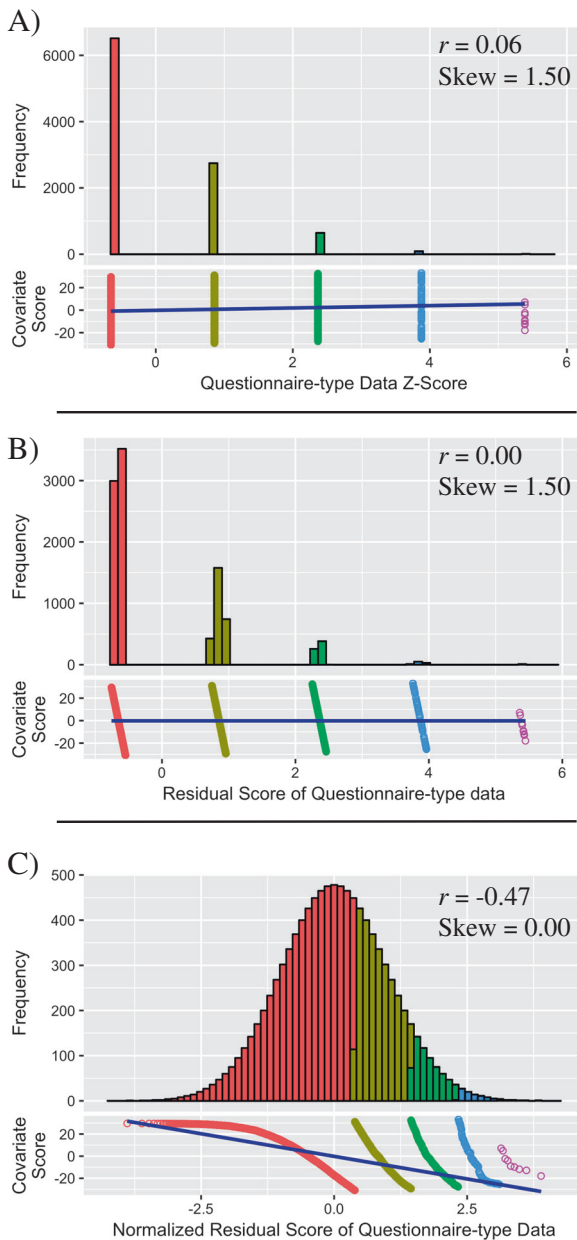 A)
r = 0.06
Skew = 1.50
Frequency
6000
4000
2000
0
Covariate
Score
20
0
-20
0 2 4 6
Questionnaire-type Data Z-Score
B)
r = 0.00
Skew = 1.50
Frequency
3000
2000
1000
0
Covariate
Score
20
0
-20
0 2 4 6
Residual Score of Questionnaire-type data
C)
r = -0.47
Skew = 0.00
Frequency
500
400
300
200
100
0
Covariate
Score
20
0
-20
-2.5 0.0 2.5
Normalized Residual Score of Questionnaire-type Data